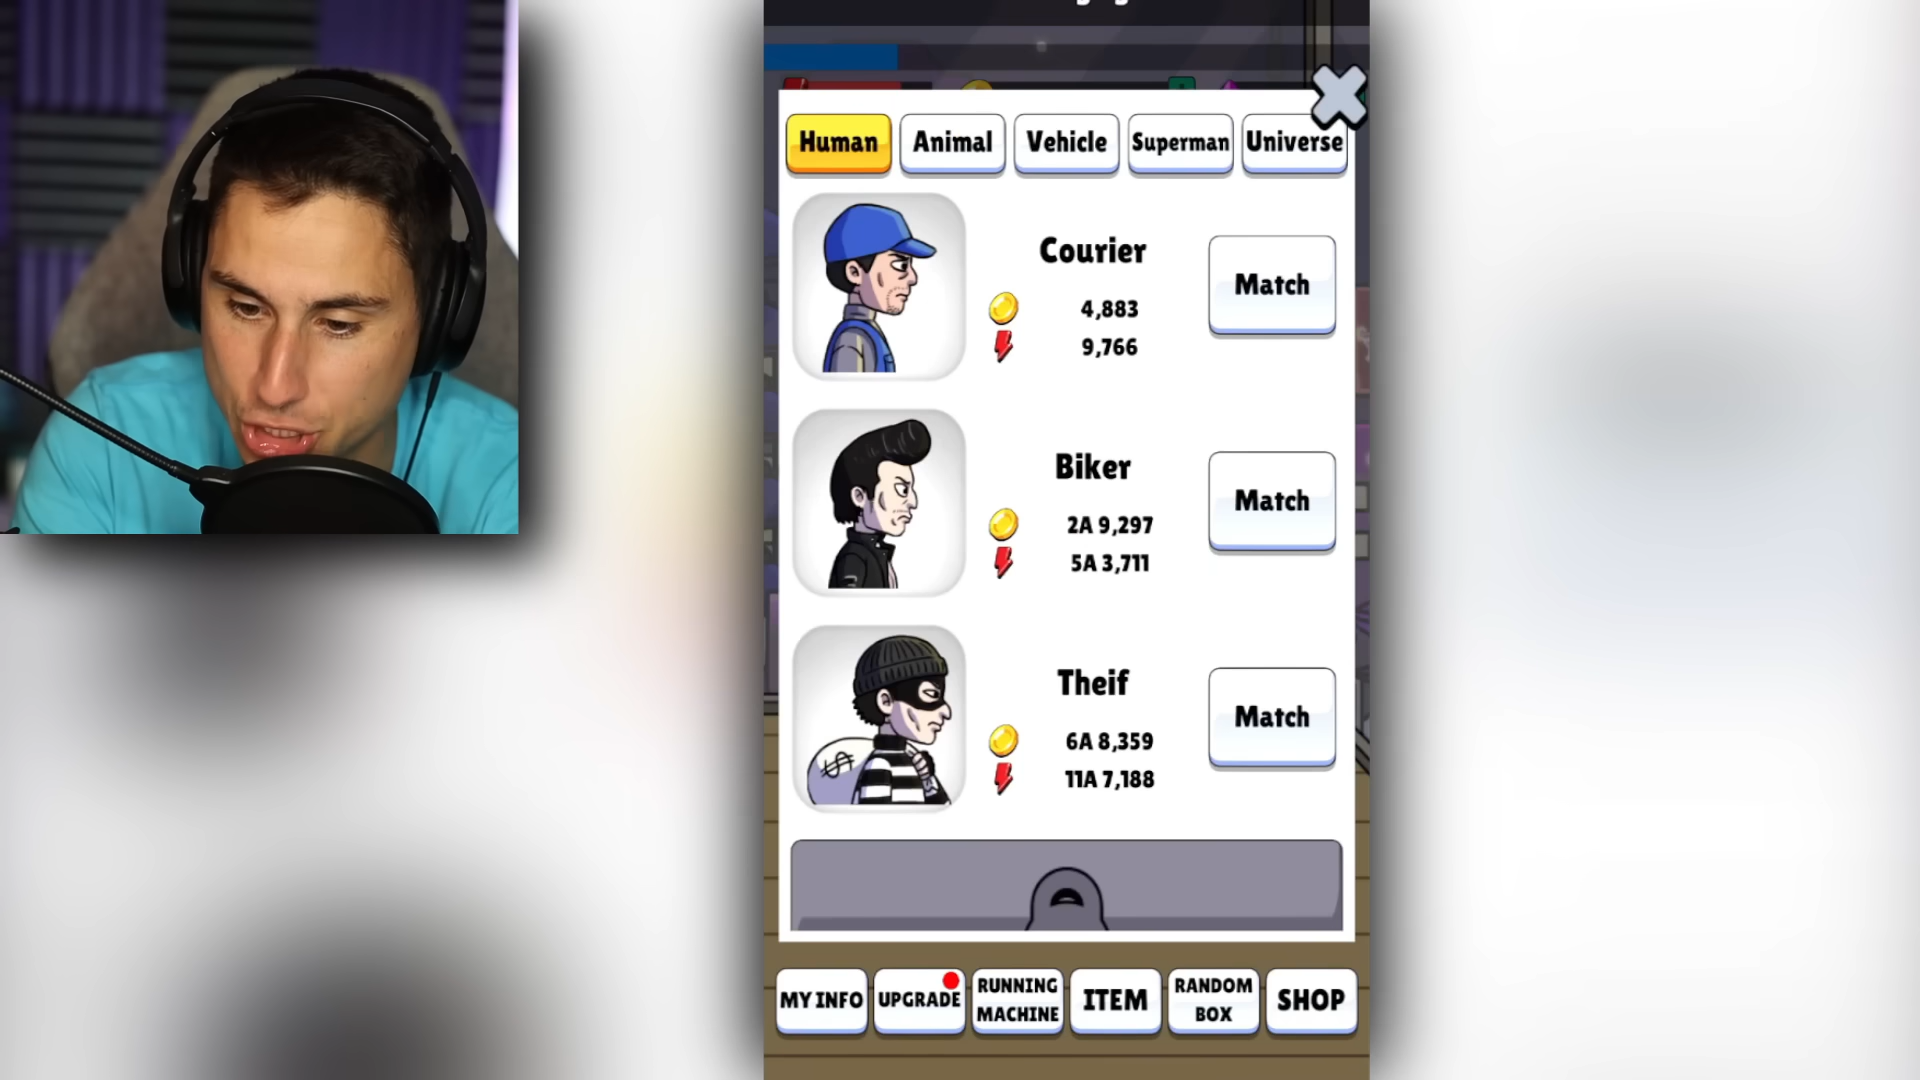 Human
Animal
Vehicle
Superman
Universe
Courier
4,883
9,766
Match
Biker
2A 9,297
5A 3,711
Match
Theif
6A 8,359
11A 7,188
Match
MY INFO
UPGRADE
RUNNING
MACHINE
ITEM
RANDOM
BOX
SHOP